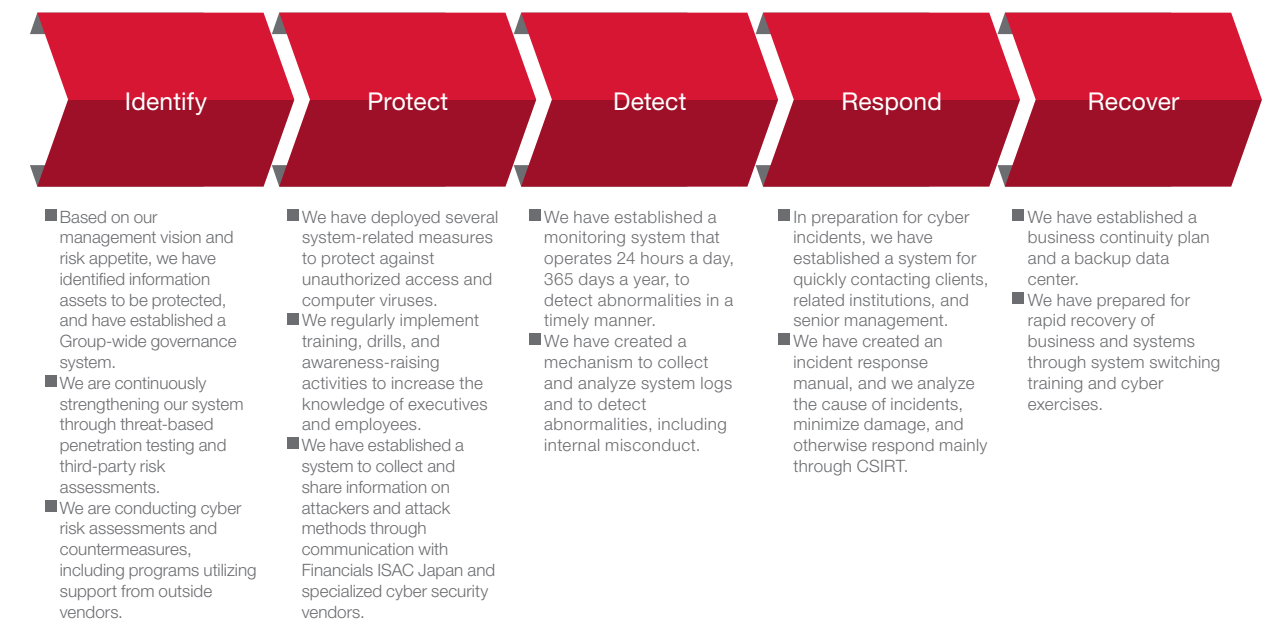 Identify
Protect
Detect
Respond
Recover
Based on our
management vision and
risk appetite, we have
identified information
assets to be protected,
and have established a
Group-wide governance
system.
We are continuously
strengthening our system
through threat-based
penetration testing and
third-party risk
assessments.
We are conducting cyber
risk assessments and
countermeasures,
including programs utilizing
support from outside
vendors.
We have deployed several
system-related measures
to protect against
unauthorized access and
computer viruses.
We regularly implement
training, drills, and
awareness-raising
activities to increase the
knowledge of executives
and employees.
We have established a
system to collect and
share information on
attackers and attack
methods through
communication with
Financials ISAC Japan and
specialized cyber security
vendors.
We have established a
monitoring system that
operates 24 hours a day,
365 days a year, to
detect abnormalities in a
timely manner.
We have created a
mechanism to collect
and analyze system logs
and to detect
abnormalities, including
internal misconduct.
In preparation for cyber
incidents, we have
established a system for
quickly contacting clients,
related institutions, and
senior management.
We have created an
incident response
manual, and we analyze
the cause of incidents,
minimize damage, and
otherwise respond mainly
through CSIRT.
We have established a
business continuity plan
and a backup data
center.
We have prepared for
rapid recovery of
business and systems
through system switching
training and cyber
exercises.